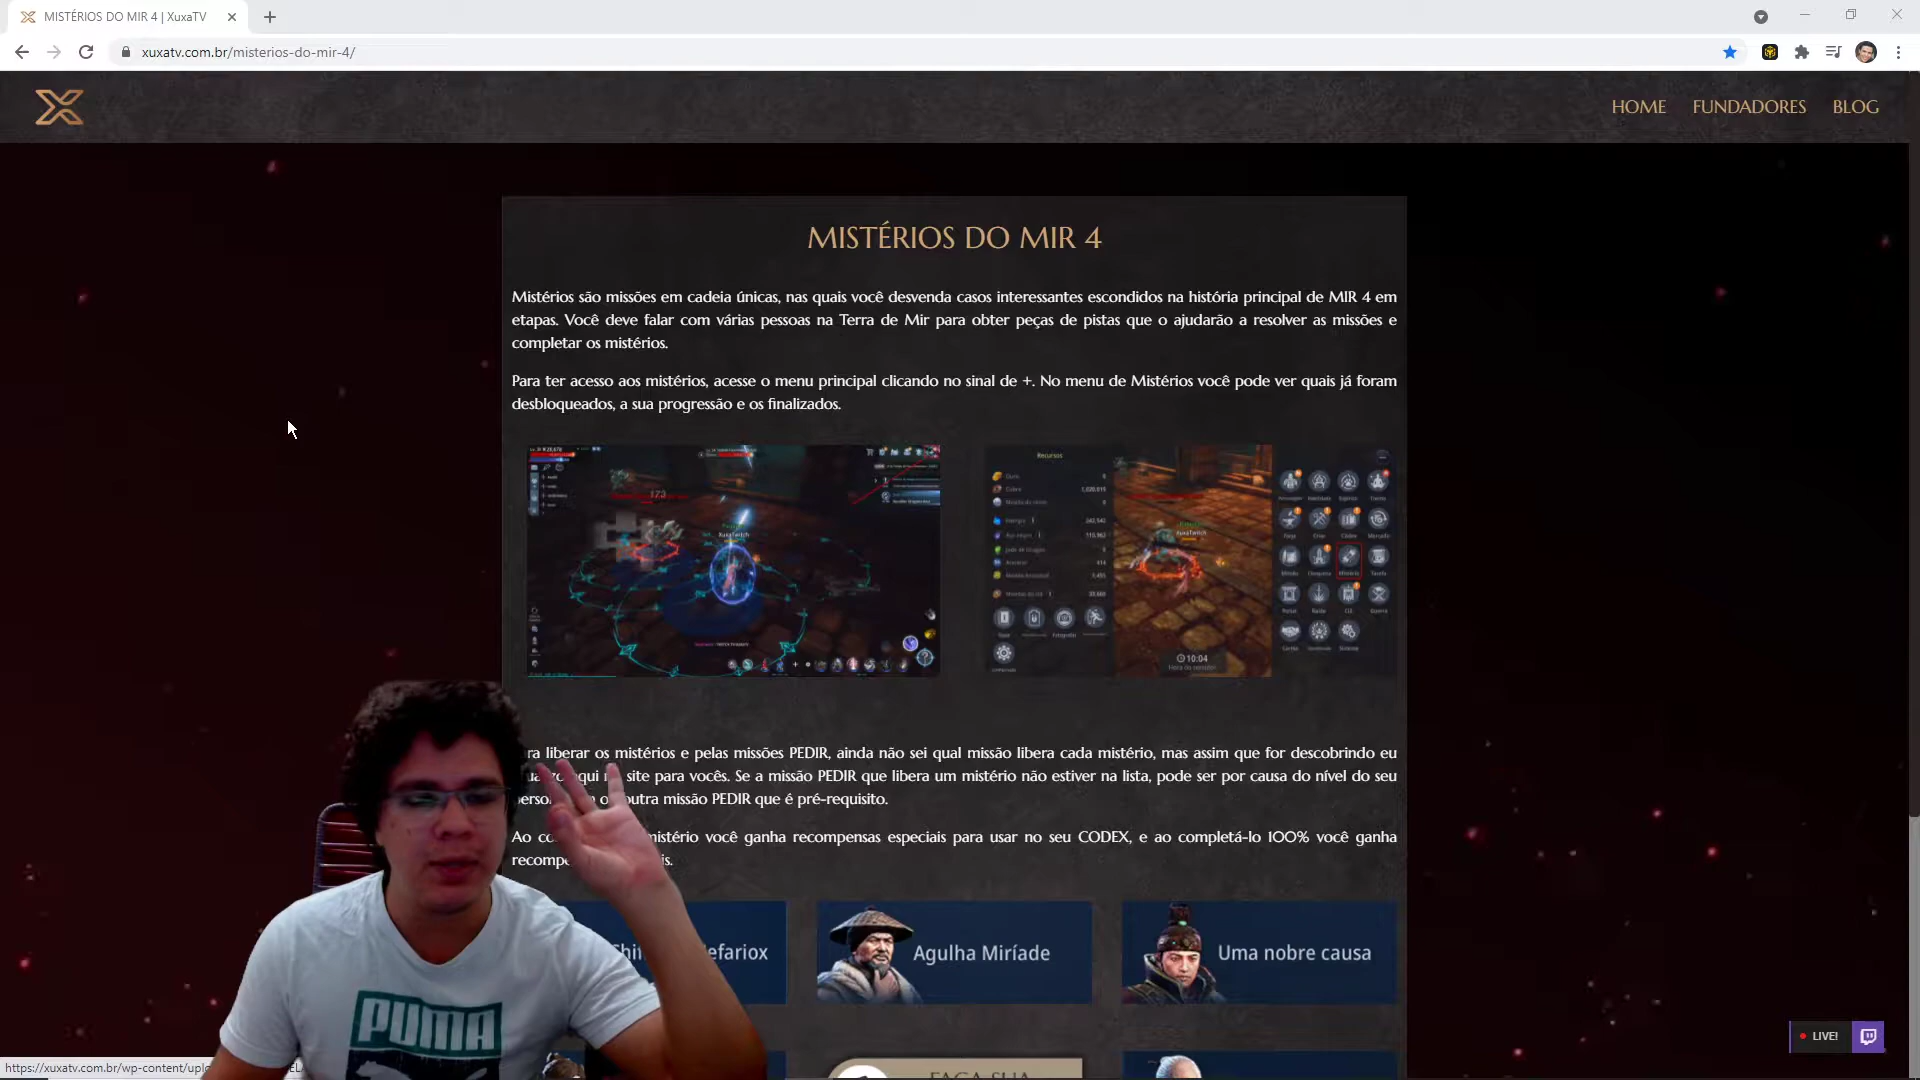 MISTÉRIOS DO MIR 4 | XuxaTV
xuxatv.com.br/misterios-do-mir-4/
HOME FUNDADORES BLOG
MISTÉRIOS DO MIR 4
Mistérios são missões em cadeia únicas, nas quais você desvenda casos interessantes escondidos na história principal de MIR 4 em
etapas. Você deve falar com várias pessoas na Terra de Mir para obter peças de pistas que o ajudarão a resolver as missões e
completar os mistérios.
Para ter acesso aos mistérios, acesse o menu principal clicando no sinal de +. No menu de Mistérios você pode ver quais já foram
desbloqueados, a sua progressão e os finalizados.
Recursos
10:04
liberar os mistérios e pelas missões PEDIR, ainda não sei qual missão libera cada mistério, mas assim que for descobrindo eu
site para vocês. Se a missão PEDIR que libera um mistério não estiver na lista, pode ser por causa do nível do seu
outra missão PEDIR que é pré-requisito.
Ao mistério você ganha recompensas especiais para usar no seu CODEX, e ao completá-lo 100% você ganha
Agulha Miríade
Uma nobre causa
PUMA
LIVE!
FAÇA SUA
https://xuxatv.com.br/wp-content/uplo